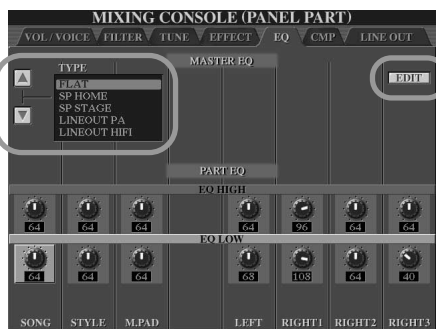 MIXING CONSOLE (PANEL PART)
VOL / VOICE FILTER TUNE EFFECT EQ CMP LINE OUT
TYPE
MASTER EQ
EDIT
FLAT
SP HOME
SP STAGE
LINEOUT PA
LINEOUT HIFI
PART EQ
EQ HIGH
64 64 64 64 96 64 64
EQ LOW
64 64 64 68 108 64 40
SONG STYLE M.PAD LEFT RIGHT1 RIGHT2 RIGHT3